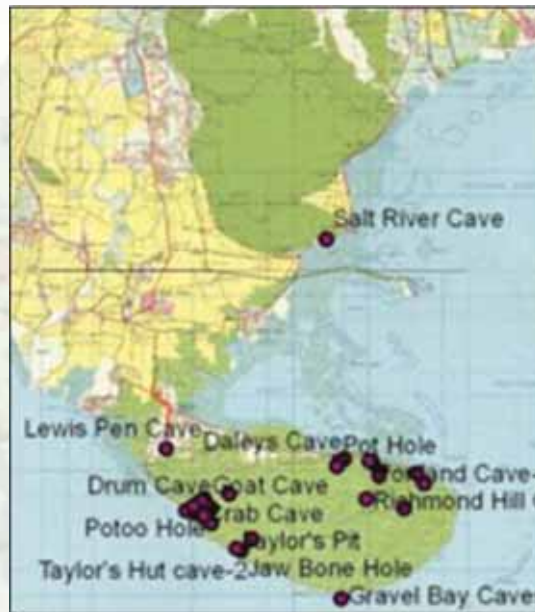 Salt River Cave
Lewis Pen Cave
Daleys Cave
Pot Hole
Drum Cave
Goat Cave
Richmond Hill
Potoo Hole
Crab Cave
Taylor's Pit
Taylor's Hut cave-2
Jaw Bone Hole
Gravel Bay Cave